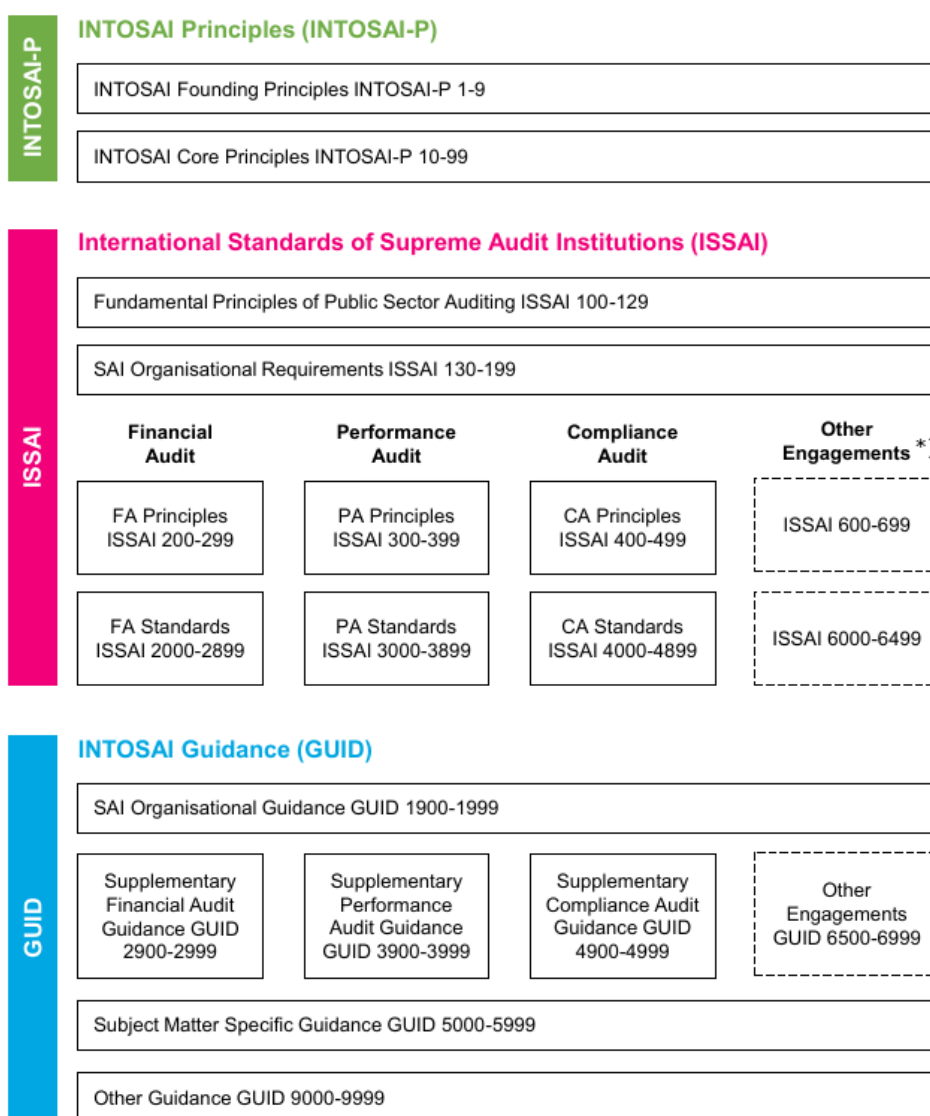 INTOSAI-P
INTOSAI Principles (INTOSAI-P)
INTOSAI Founding Principles INTOSAI-P 1-9
INTOSAI Core Principles INTOSAI-P 10-99
ISSAI
International Standards of Supreme Audit Institutions (ISSAI)
Fundamental Principles of Public Sector Auditing ISSAI 100-129
SAI Organisational Requirements ISSAI 130-199
Financial
Audit
Performance
Audit
Compliance
Audit
Other
Engagements *
FA Principles
ISSAI 200-299
PA Principles
ISSAI 300-399
CA Principles
ISSAI 400-499
ISSAI 600-699
FA Standards
ISSAI 2000-2899
PA Standards
ISSAI 3000-3899
CA Standards
ISSAI 4000-4899
ISSAI 6000-6499
GUID
INTOSAI Guidance (GUID)
SAI Organisational Guidance GUID 1900-1999
Supplementary
Financial Audit
Guidance GUID
2900-2999
Supplementary
Performance
Audit Guidance
GUID 3900-3999
Supplementary
Compliance Audit
Guidance GUID
4900-4999
Other
Engagements
GUID 6500-6999
Subject Matter Specific Guidance GUID 5000-5999
Other Guidance GUID 9000-9999